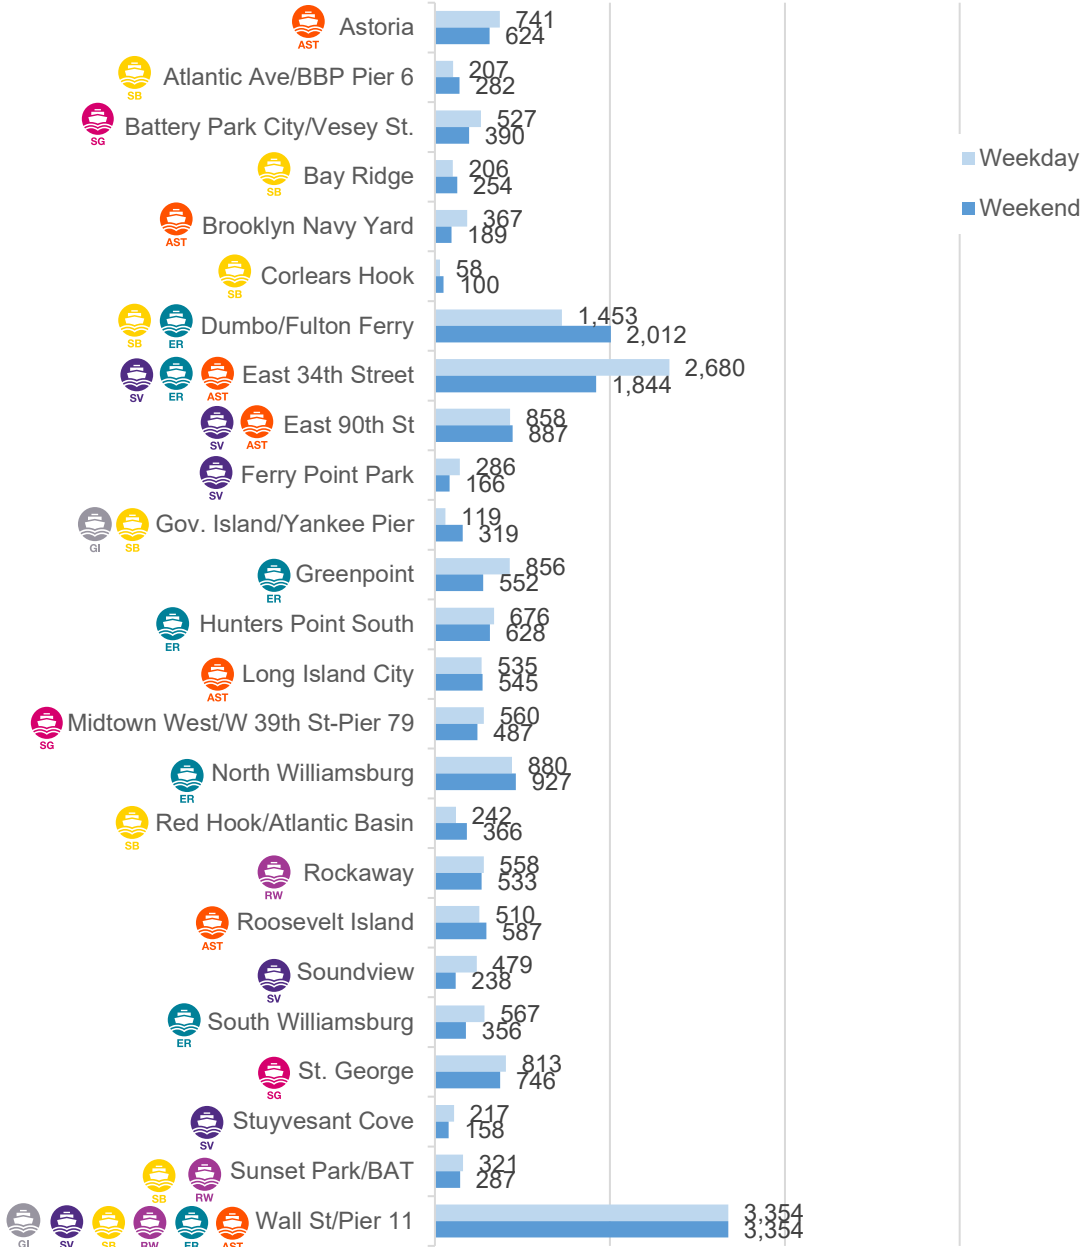 AST Astoria 741
624
SB Atlantic Ave/BBP Pier 6 207
282
SG Battery Park City/Vesey St. 527
390
Weekday
SB Bay Ridge 206
254
Weekend
AST Brooklyn Navy Yard 367
189
SB Corlears Hook 58
100
SB ER Dumbo/Fulton Ferry 1,453
2,012
SV ER AST East 34th Street 2,680
1,844
SV AST East 90th St 858
887
SV Ferry Point Park 286
166
GI SB Gov. Island/Yankee Pier 119
319
ER Greenpoint 856
552
ER Hunters Point South 676
628
AST Long Island City 535
545
SG Midtown West/W 39th St-Pier 79 560
487
ER North Williamsburg 880
927
SB Red Hook/Atlantic Basin 242
366
RW Rockaway 558
533
AST Roosevelt Island 510
587
SV Soundview 479
238
ER South Williamsburg 567
356
SG St. George 813
746
SV Stuyvesant Cove 217
158
SB RW Sunset Park/BAT 321
287
GI SV SB RW ER AST Wall St/Pier 11 3,354
3,354